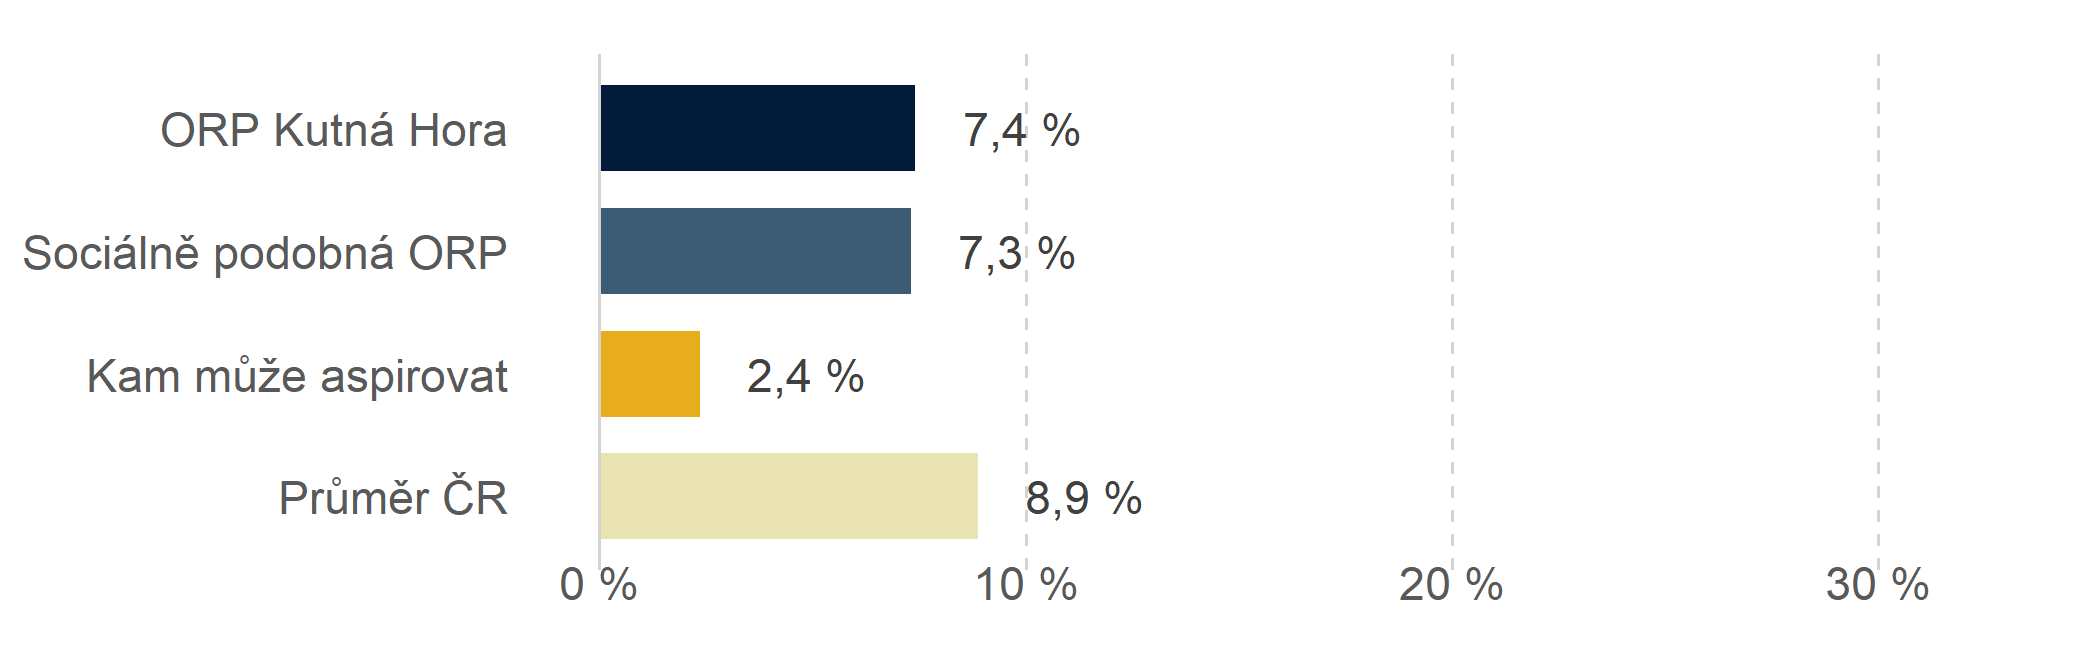 ORP Kutná Hora 7,4 %
Sociálně podobná ORP 7,3 %
Kam může aspirovat 2,4 %
Průměr ČR 8,9 %
0 % 10 % 20 % 30 %